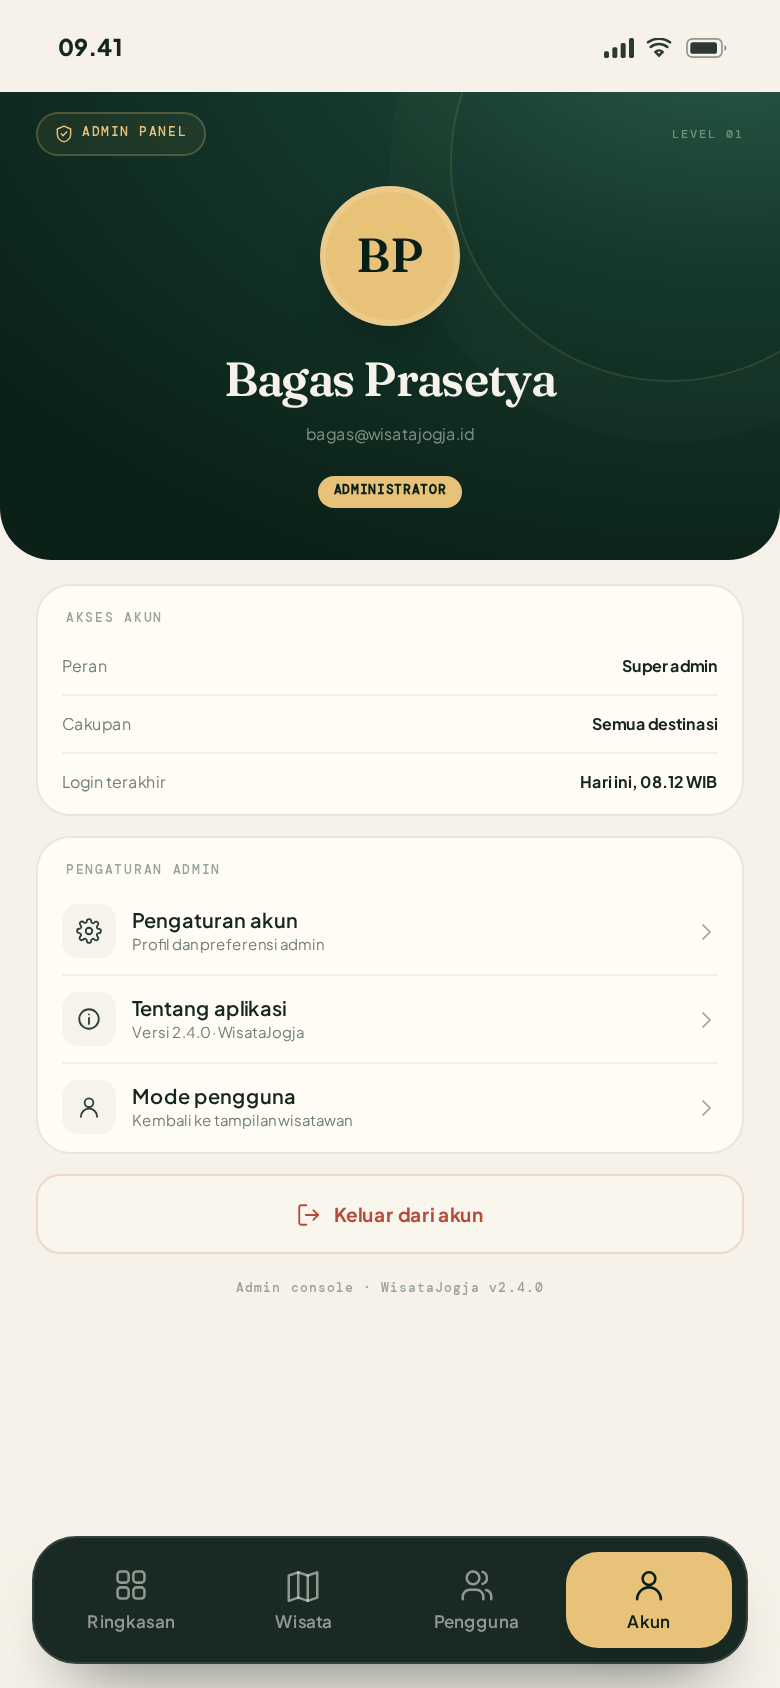 09.41
ADMIN PANEL
LEVEL 01
BP
Bagas Prasetya
bagas@wisatajogja.id
ADMINISTRATOR
AKSES AKUN
Peran
Super admin
Cakupan
Semua destinasi
Login terakhir
Hari ini, 08.12 WIB
PENGATURAN ADMIN
Pengaturan akun
Profil dan preferensi admin
Tentang aplikasi
Versi 2.4.0 · WisataJogja
Mode pengguna
Kembali ke tampilan wisatawan
Keluar dari akun
Admin console · WisataJogja v2.4.0
Ringkasan
Wisata
Pengguna
Akun